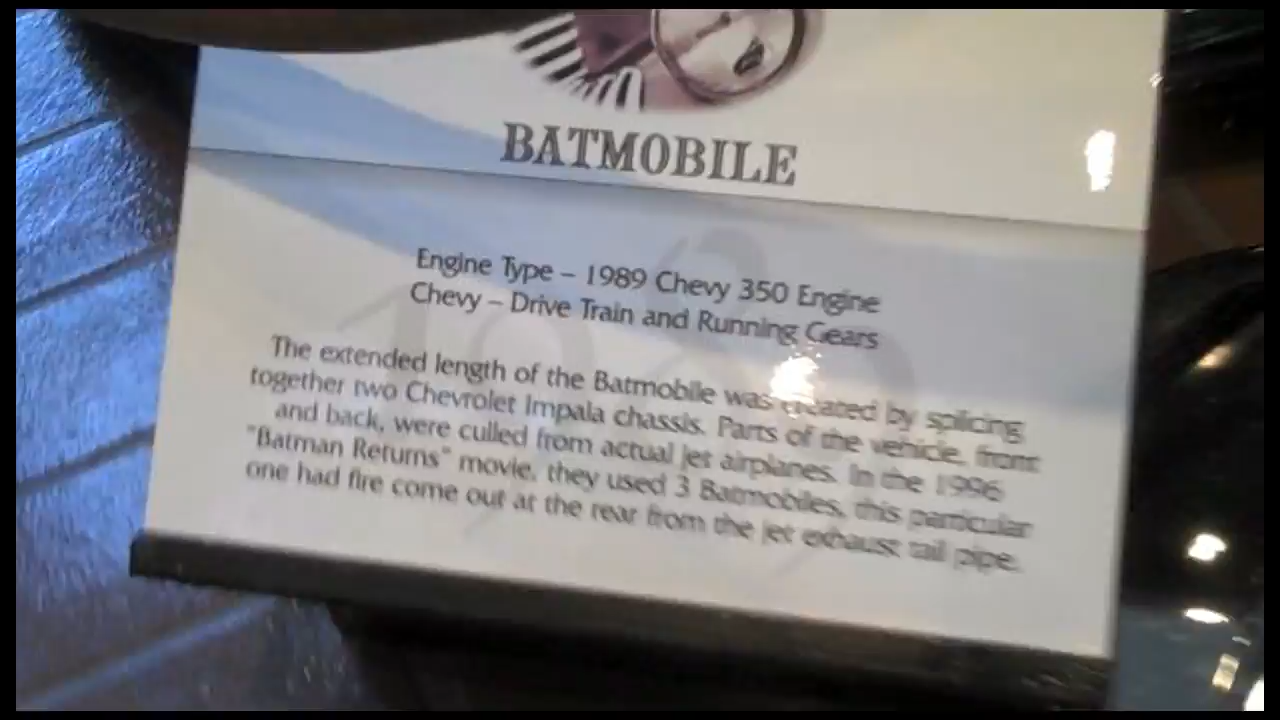 BATMOBILE
Engine Type – 1989 Chevy 350 Engine
Chevy – Drive Train and Running Gears
The extended length of the Batmobile was created by splicing
together two Chevrolet Impala chassis. Parts of the vehicle, front
and back, were culled from actual jet airplanes. In the 1996
"Batman Returns" movie, they used 3 Batmobiles, this particular
one had fire come out at the rear from the jet exhaust tail pipe.